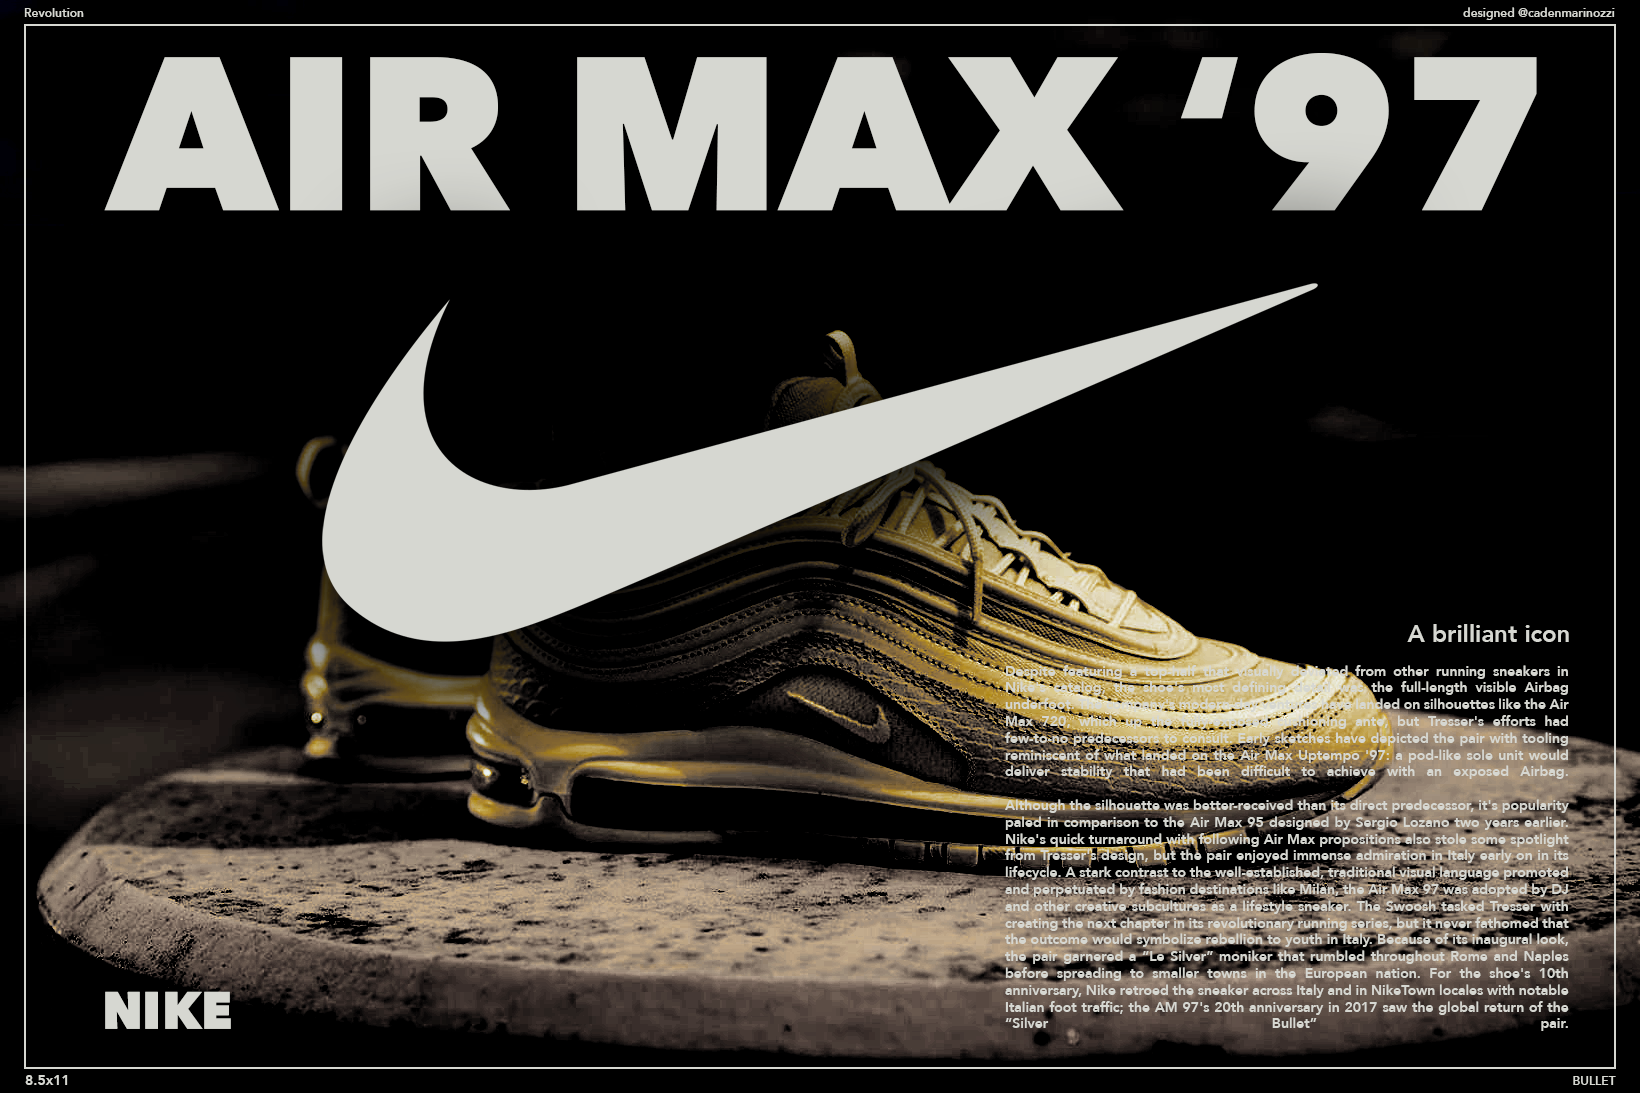 Revolution
designed @cadenmarinozzi
AIR MAX ‘97
A brilliant icon
Despite featuring a top-half that usually deviated from other running sneakers in
Nike's catalog, the shoe's most defining the full-length visible Airbag
underfoot. modern have landed on silhouettes like the Air
Max 720, which up the ante, but Tresser's efforts had
few-to-no predecessors to consult. Early sketches have depicted the pair with tooling
reminiscent of what landed on the Air Max Uptempo '97: a pod-like sole unit would
deliver stability that had been difficult to achieve with an exposed Airbag.
Although the silhouette was better-received than its direct predecessor, it's popularity
paled in comparison to the Air Max 95 designed by Sergio Lozano two years earlier.
Nike's quick turnaround with following Air Max propositions also stole some spotlight
from Tresser's design, but the pair enjoyed immense admiration in Italy early on in its
lifecycle. A stark contrast to the well-established, traditional visual language promoted
and perpetuated by fashion destinations like Milan, the Air Max 97 was adopted by DJ
and other creative subcultures as a lifestyle sneaker. The Swoosh tasked Tresser with
creating the next chapter in its revolutionary running series, but it never fathomed that
the outcome would symbolize rebellion to youth in Italy. Because of its inaugural look,
the pair garnered a “Le Silver” moniker that rumbled throughout Rome and Naples
before spreading to smaller towns in the European nation. For the shoe's 10th
anniversary, Nike retroed the sneaker across Italy and in NikeTown locales with notable
Italian foot traffic; the AM 97's 20th anniversary in 2017 saw the global return of the
“Silver Bullet” pair.
NIKE
8.5x11
BULLET